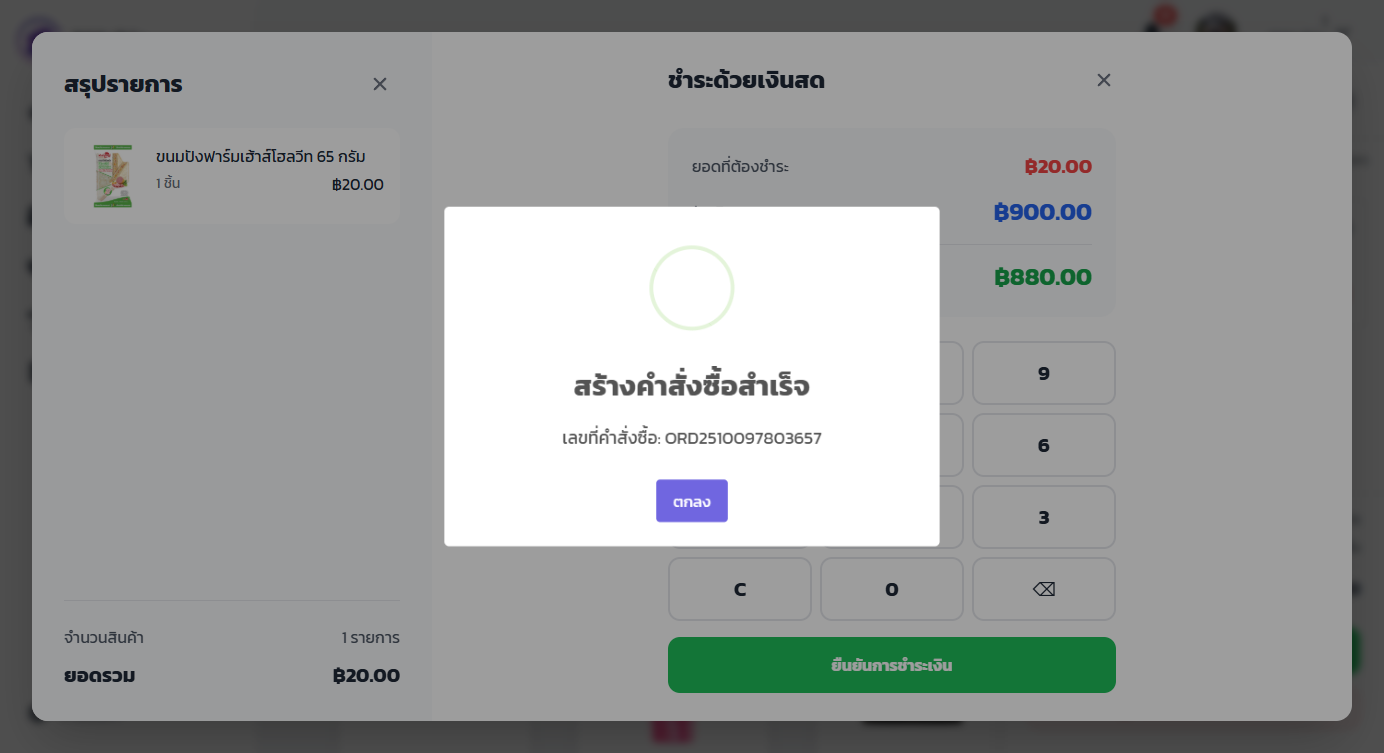 สรุปรายการ
ขนมปังฟาร์มเฮ้าส์โฮลวีท 65 กรัม
1 ชิ้น
฿20.00
จำนวนสินค้า
1 รายการ
ยอดรวม
฿20.00
ชำระด้วยเงินสด
ยอดที่ต้องชำระ
฿20.00
฿900.00
฿880.00
สร้างคำสั่งซื้อสำเร็จ
เลขที่คำสั่งซื้อ: ORD2510097803657
ตกลง
9
6
3
C
0
ยืนยันการชำระเงิน